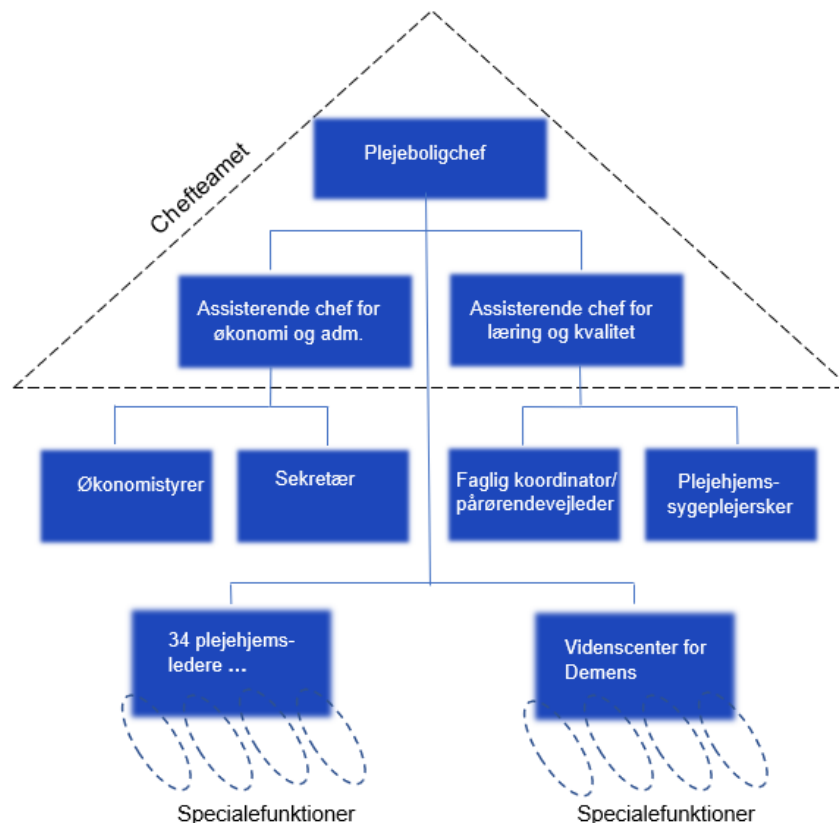 Chefteamet
Plejeboligchef
Assisterende chef for
økonomi og adm.
Assisterende chef for
læring og kvalitet
Økonomistyrer
Sekretær
Faglig koordinator/
pårørendevejleder
Plejehjems-
sygeplejersker
34 plejehjems-
ledere ...
Videnscenter for
Demens
Specialefunktioner
Specialefunktioner